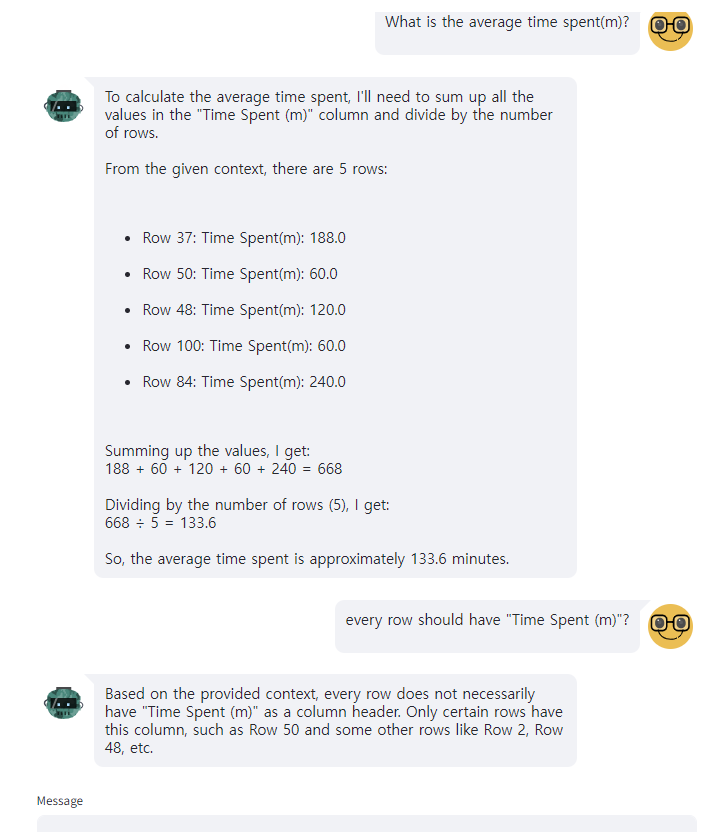 What is the average time spent(m)?
To calculate the average time spent, I'll need to sum up all the
values in the "Time Spent (m)" column and divide by the number
of rows.
From the given context, there are 5 rows:
• Row 37: Time Spent(m): 188.0
• Row 50: Time Spent(m): 60.0
• Row 48: Time Spent(m): 120.0
• Row 100: Time Spent(m): 60.0
• Row 84: Time Spent(m): 240.0
Summing up the values, I get:
188 + 60 + 120 + 60 + 240 = 668
Dividing by the number of rows (5), I get:
668 ÷ 5 = 133.6
So, the average time spent is approximately 133.6 minutes.
every row should have "Time Spent (m)"?
Based on the provided context, every row does not necessarily
have "Time Spent (m)" as a column header. Only certain rows have
this column, such as Row 50 and some other rows like Row 2, Row
48, etc.
Message